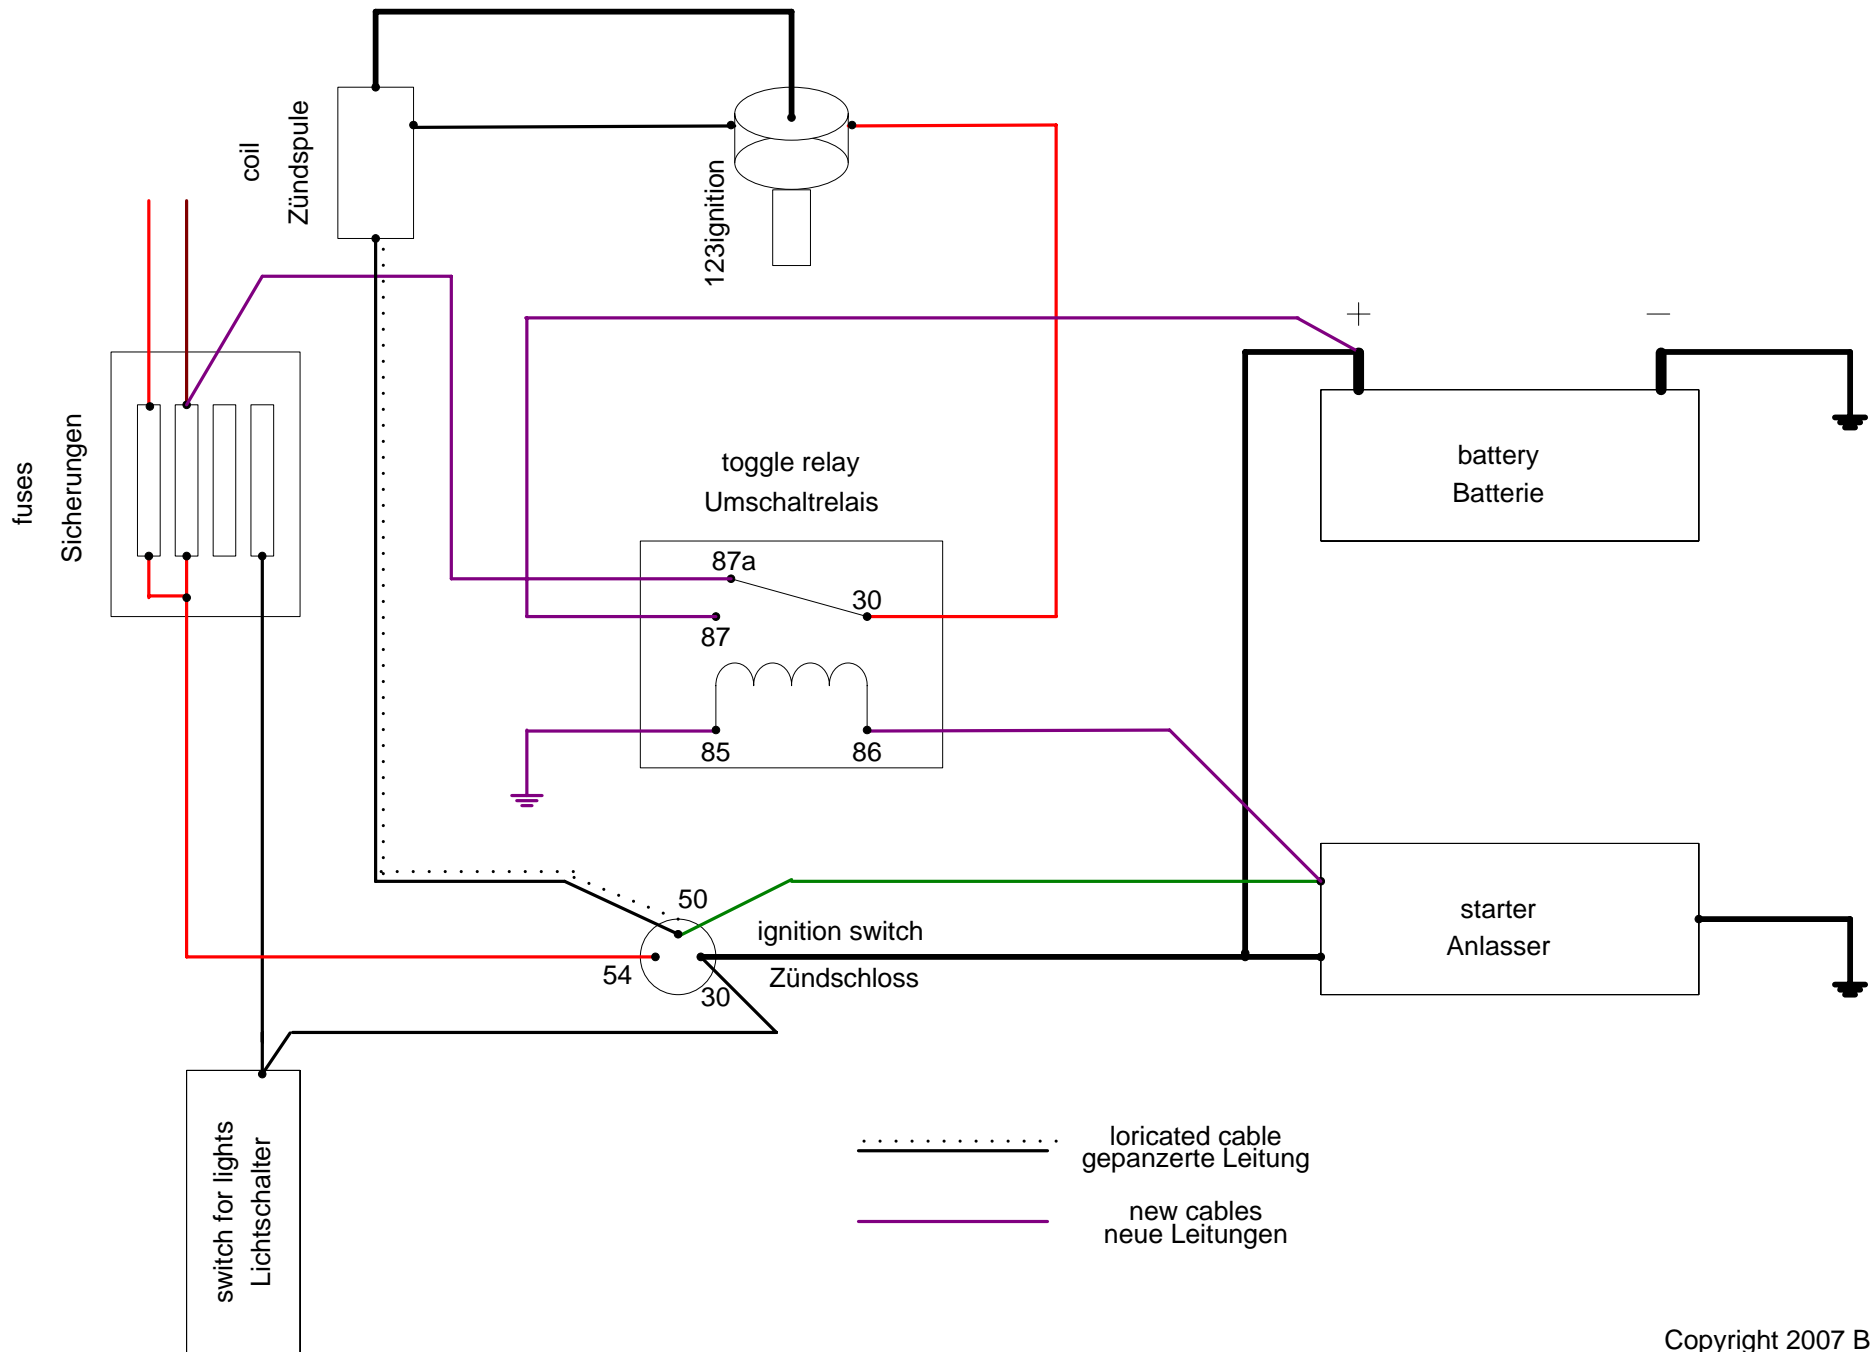 coil
Zündspule
123ignition
+
—
fuses
Sicherungen
toggle relay
Umschaltrelais
87a
30
87
85
86
battery
Batterie
50
ignition switch
Zündschloss
54
30
starter
Anlasser
switch for lights
Lichtschalter
loricated cable
gepanzerte Leitung
new cables
neue Leitungen
Copyright 2007 B